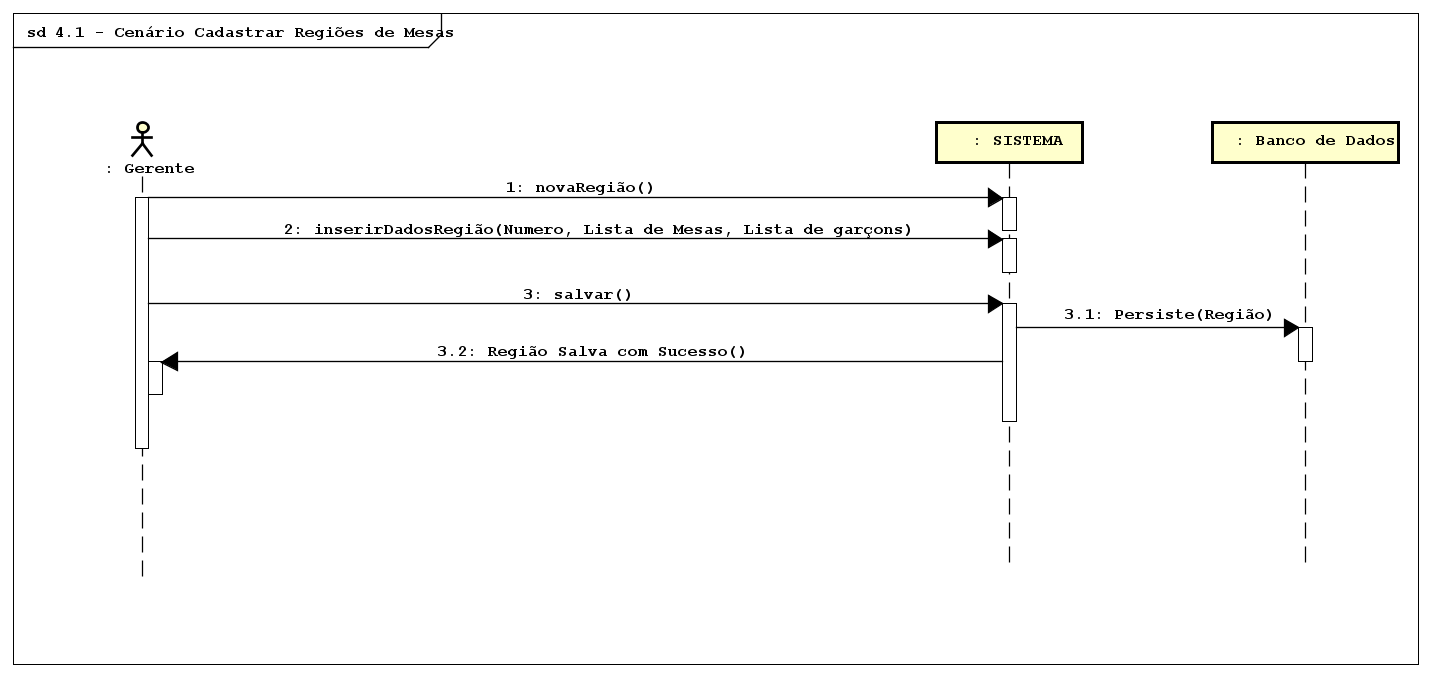 sd 4.1 - Cenário Cadastrar Regiões de Mesas
: Gerente
: SISTEMA
: Banco de Dados
1: novaRegião()
2: inserirDadosRegião(Numero, Lista de Mesas, Lista de garçons)
3: salvar()
3.1: Persiste(Região)
3.2: Região Salva com Sucesso()